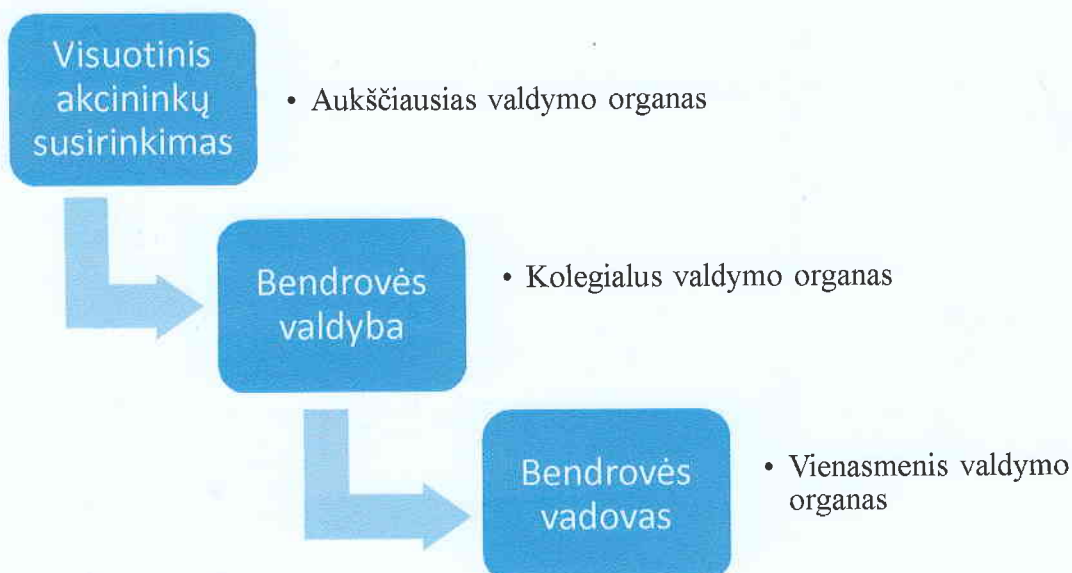 Visuotinis
akcininkų
susirinkimas
• Aukščiausias valdymo organas
Bendrovės
valdyba
• Kolegialus valdymo organas
Bendrovės
vadovas
• Vienasmenis valdymo
organas